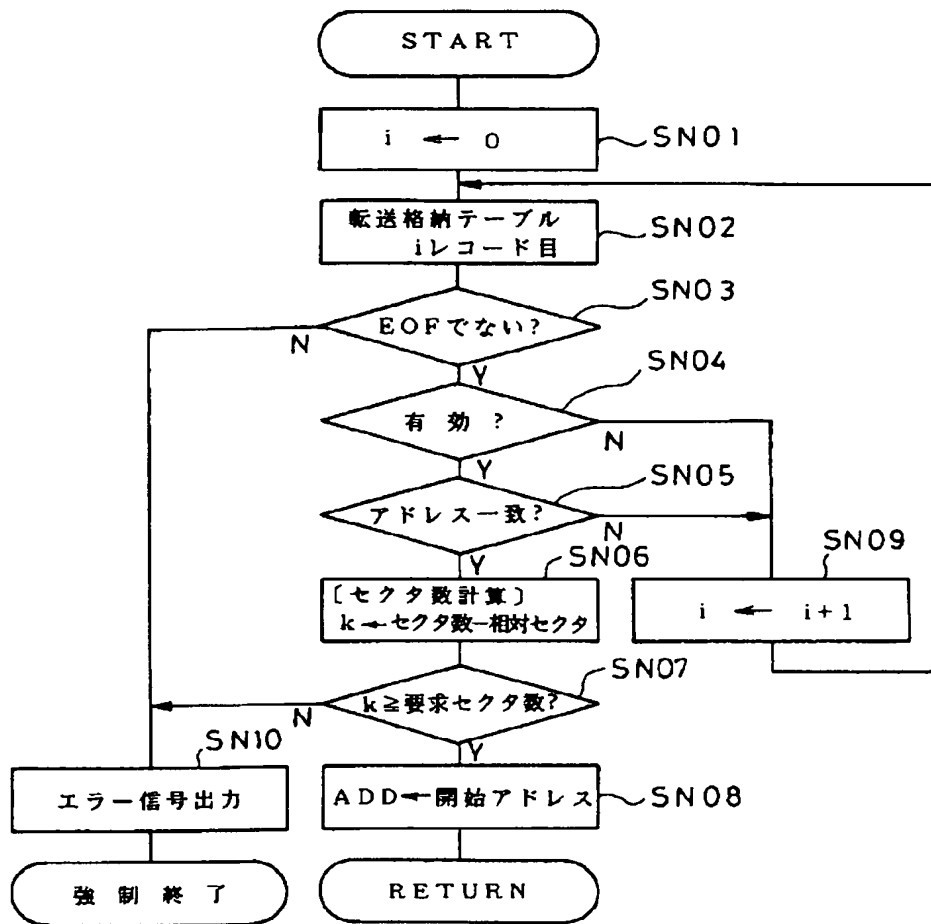 START
i ← 0
SN01
転送格納テーブル
iレコード目
SN02
EOFでない?
SN03
N
Y
有効?
SN04
N
Y
アドレス一致?
SN05
N
Y
〔セクタ数計算〕
k←セクタ数−相対セクタ
SN06
i ← i+1
SN09
k≧要求セクタ数?
SN07
N
Y
エラー信号出力
SN10
ADD←開始アドレス
SN08
強制終了
RETURN